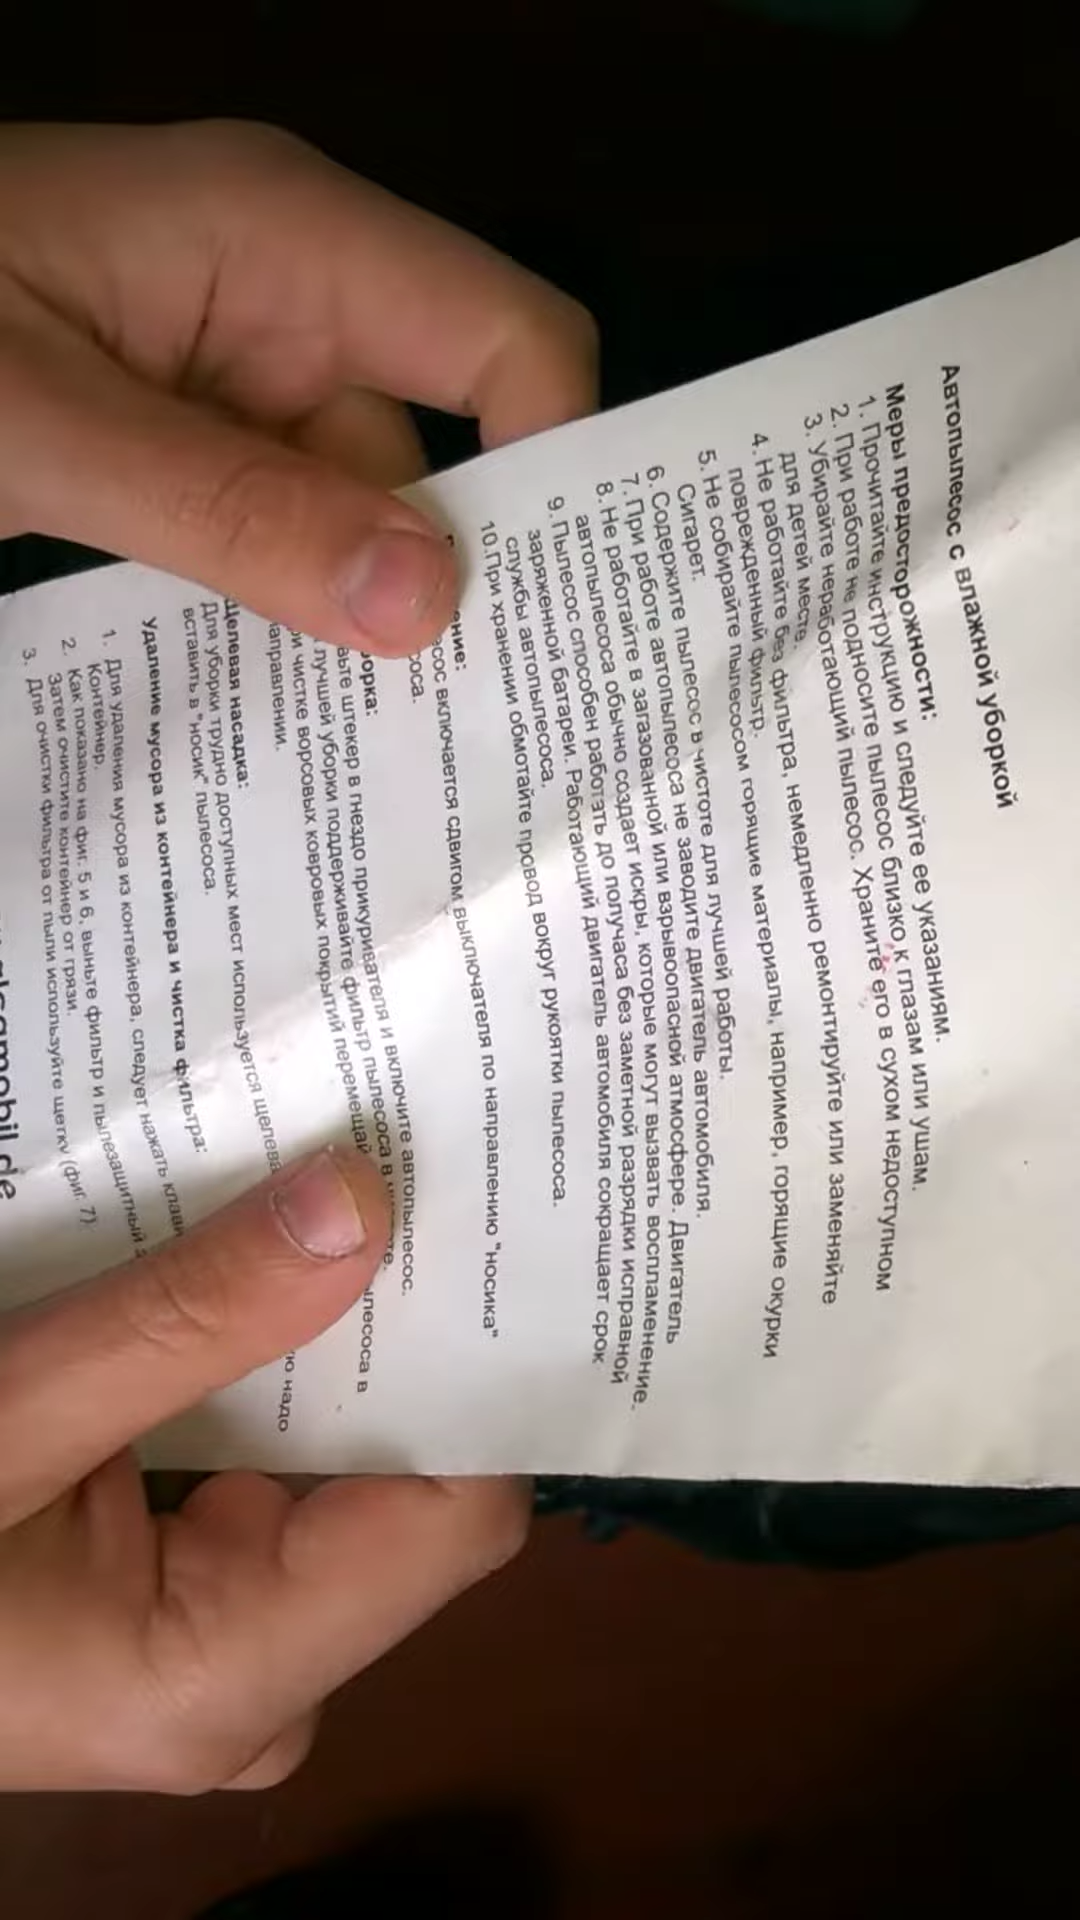 Автопылесос с влажной уборкой
Меры предосторожности:
1. Прочитайте инструкцию и следуйте ее указаниям.
2. При работе не подносите пылесос близко к глазам или ушам.
3. Убирайте неработающий пылесос. Храните его в сухом недоступном
для детей месте.
4. Не работайте без фильтра, немедленно ремонтируйте или заменяйте
поврежденный фильтр.
5. Не собирайте пылесосом горящие материалы, например, горящие окурки
Сигарет.
6. Содержите пылесос в чистоте для лучшей работы.
7. При работе автопылесоса не заводите двигатель автомобиля.
8. Не работайте в загазованной или взрывоопасной атмосфере. Двигатель
автопылесоса обычно создает искры, которые могут вызвать воспламенение.
9. Пылесос способен работать до получаса без заметной разрядки исправной
заряженной батареи. Работающий двигатель автомобиля сокращает срок
службы автопылесоса.
10.При хранении обмотайте провод вокруг рукоятки пылесоса.
включается сдвигом выключателя по направлению "носика"
штекер в гнездо прикуривателя и включите автопылесос.
лучшей уборки поддерживайте фильтр пылесоса в
чистке ворсовых ковровых покрытий
Щелевая насадка:
Для уборки трудно доступных мест используется
надо
вставить в "носик" пылесоса.
Удаление мусора из контейнера и чистка фильтра:
1. Для удаления мусора из контейнера, следует нажать
Контейнер.
2. Как показано на фиг. 5 и 6, выньте фильтр и пылезащитный
Затем очистите контейнер от грязи.
3. Для очистки фильтра от пыли используйте щетку (фиг. 7).